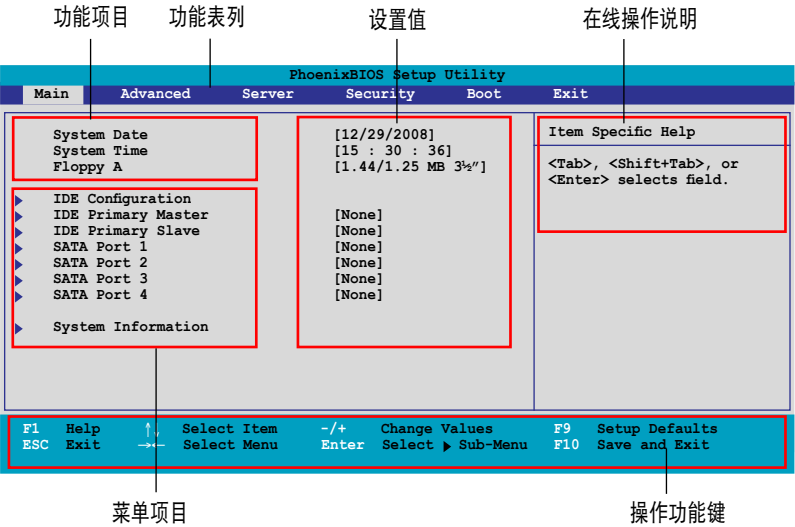 功能项目 功能表列 设置值 在线操作说明
PhoenixBIOS Setup Utility
Main Advanced Server Security Boot Exit
System Date [12/29/2008]
System Time [15 : 30 : 36]
Floppy A [1.44/1.25 MB 3½″]
Item Specific Help
<Tab>, <Shift+Tab>, or
<Enter> selects field.
IDE Configuration
IDE Primary Master [None]
IDE Primary Slave [None]
SATA Port 1 [None]
SATA Port 2 [None]
SATA Port 3 [None]
SATA Port 4 [None]
System Information
F1 Help ↑↓ Select Item -/+ Change Values F9 Setup Defaults
ESC Exit →← Select Menu Enter Select ▶ Sub-Menu F10 Save and Exit
菜单项目 操作功能键